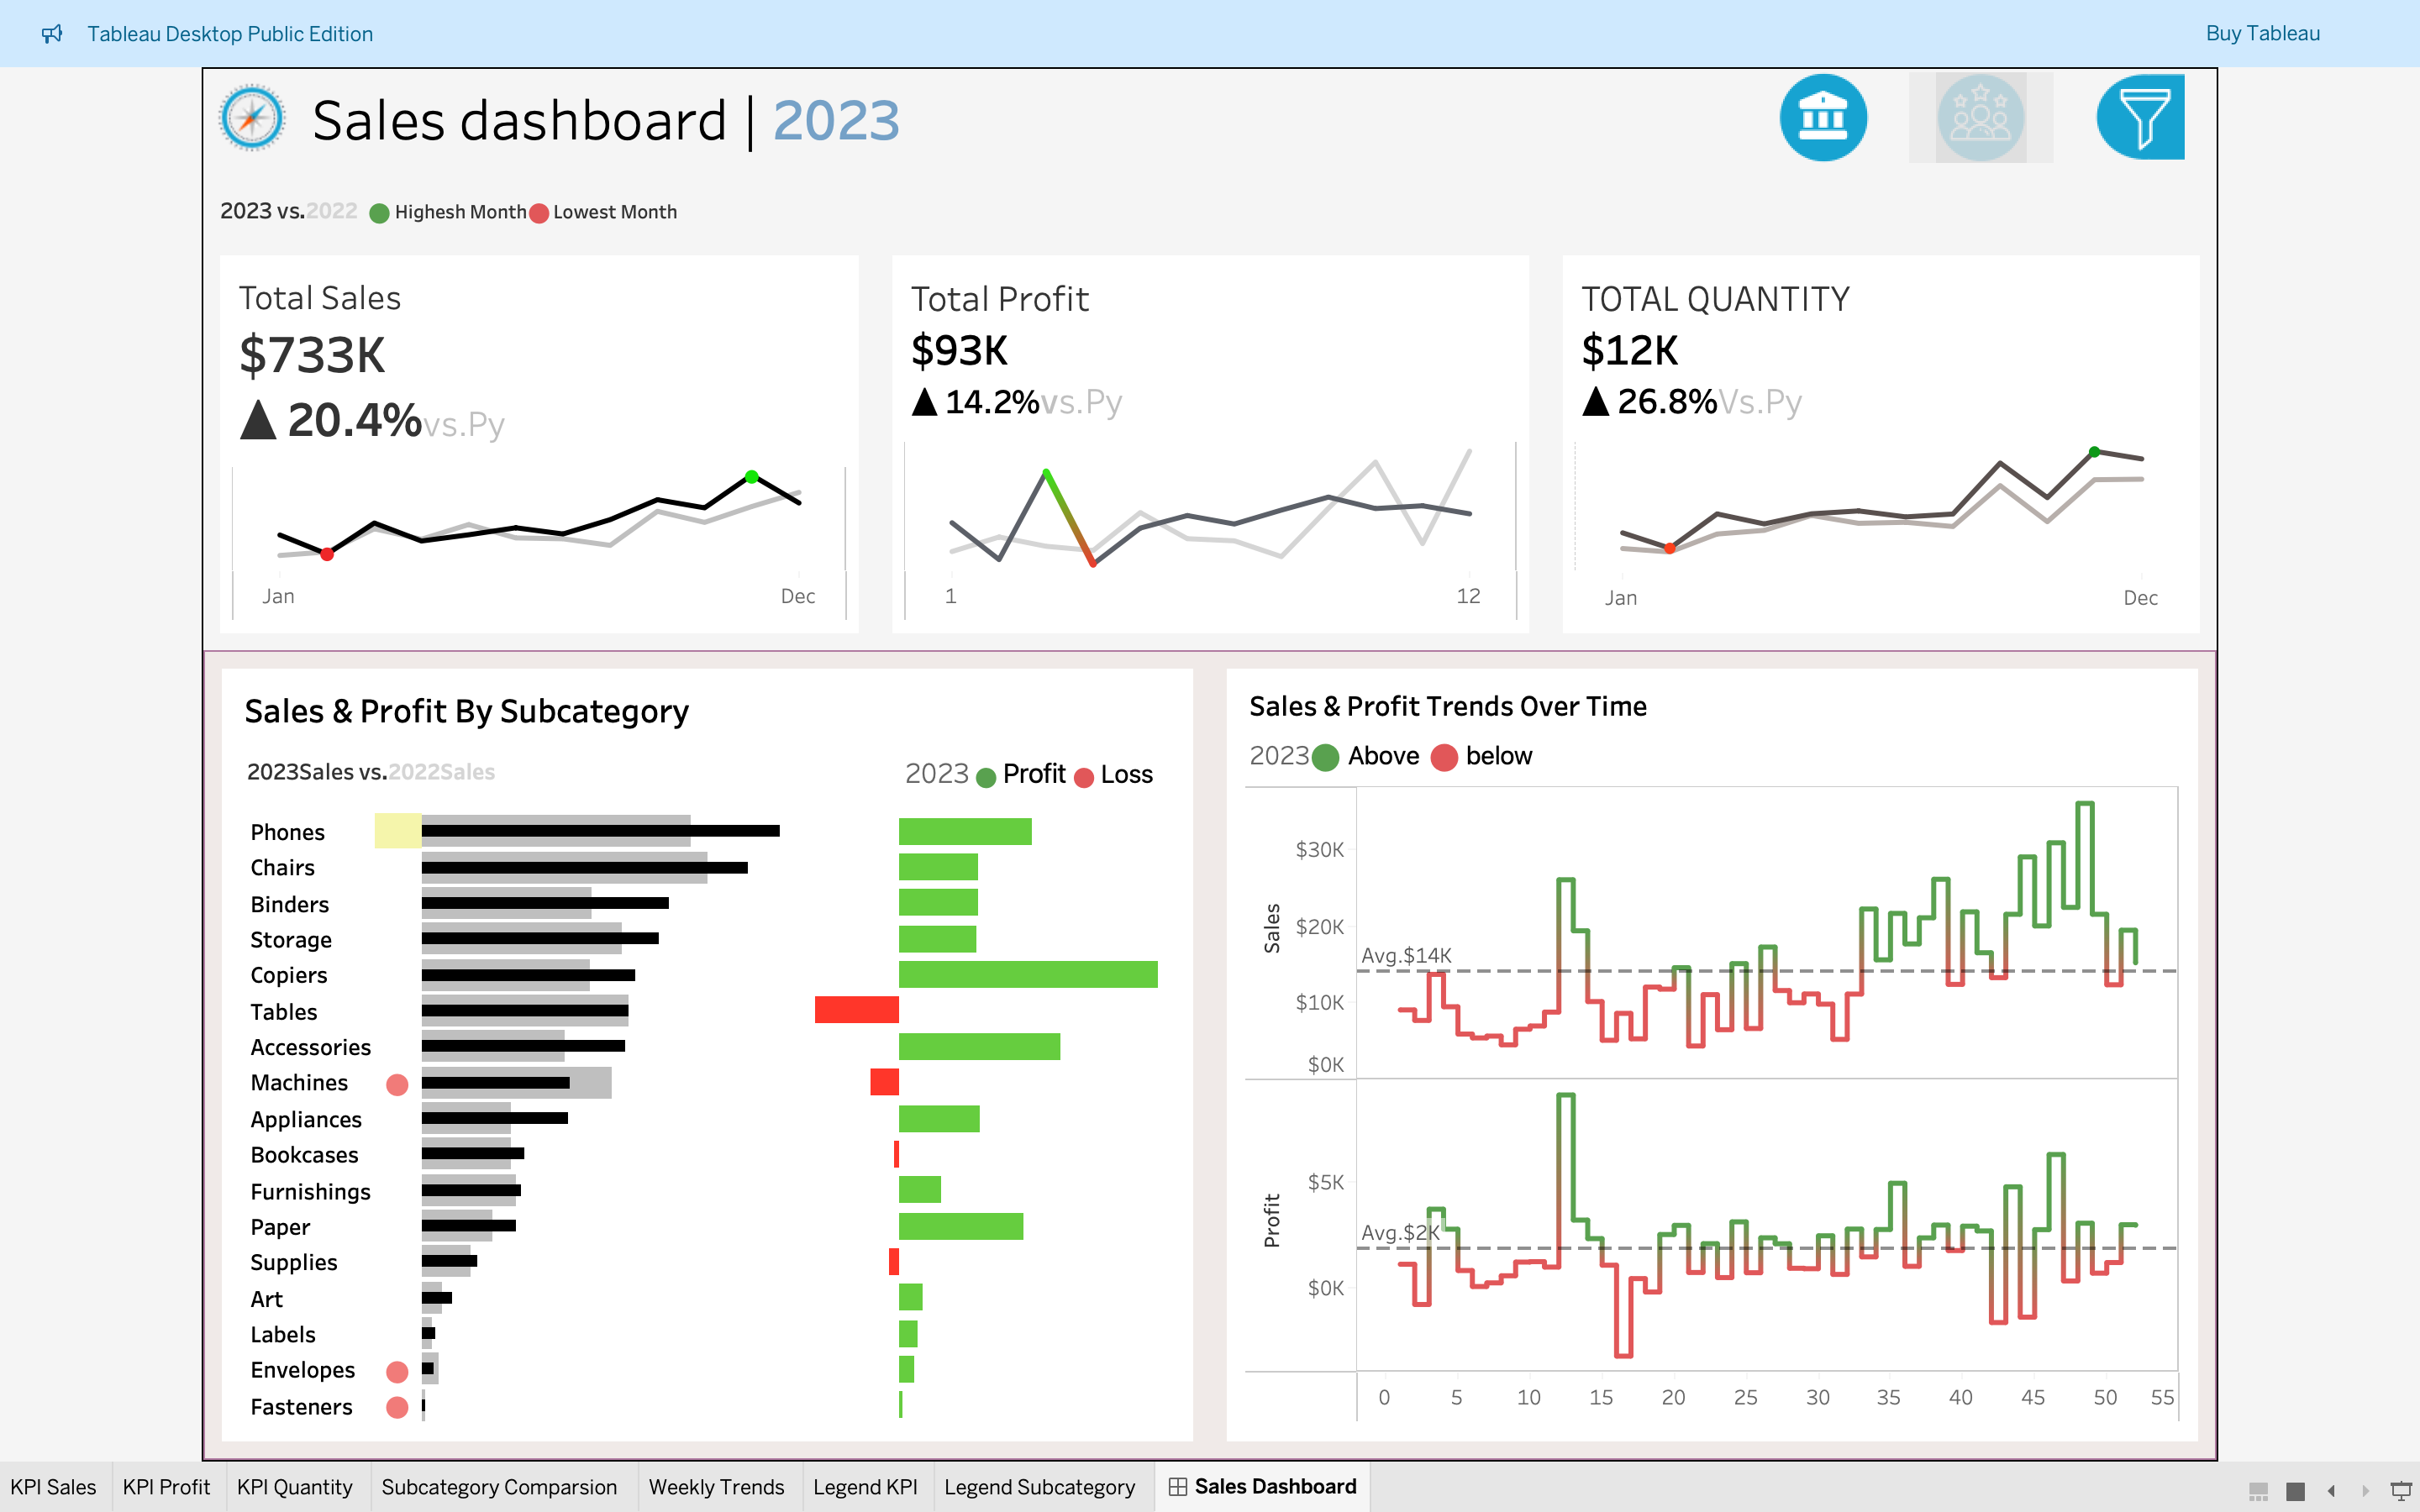 Tableau Desktop Public Edition
Buy Tableau
Sales dashboard | 2023
2023 vs.2022 Highesh Month Lowest Month
Total Sales
$733K
▲ 20.4%vs.Py
Jan
Dec
Total Profit
$93K
▲ 14.2%vs.Py
1
12
TOTAL QUANTITY
$12K
▲ 26.8%Vs.Py
Jan
Dec
Sales & Profit By Subcategory
2023Sales vs.2022Sales
2023 Profit Loss
Phones
Chairs
Binders
Storage
Copiers
Tables
Accessories
Machines
Appliances
Bookcases
Furnishings
Paper
Supplies
Art
Labels
Envelopes
Fasteners
Sales & Profit Trends Over Time
2023 Above below
Sales
$30K
$20K
Avg.$14K
$10K
$0K
Profit
$5K
Avg.$2K
$0K
0 5 10 15 20 25 30 35 40 45 50 55
KPI Sales KPI Profit KPI Quantity Subcategory Comparsion Weekly Trends Legend KPI Legend Subcategory Sales Dashboard